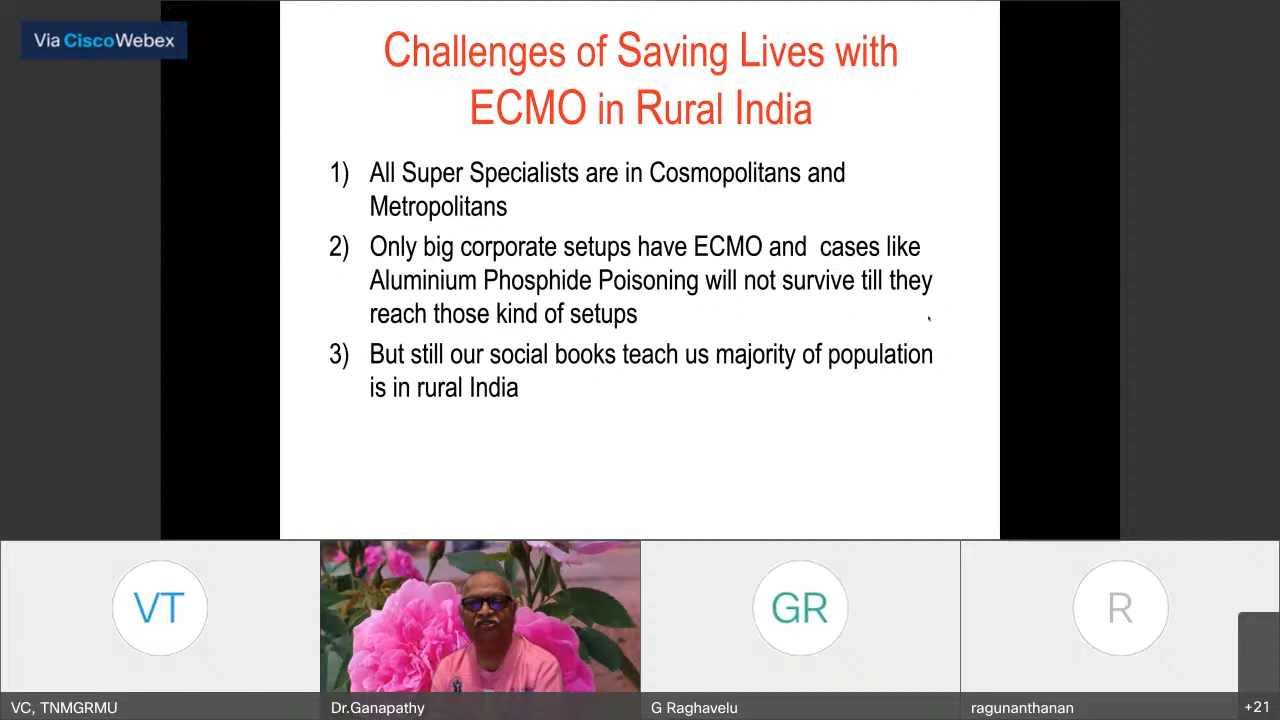 Via Cisco Webex
Challenges of Saving Lives with
ECMO in Rural India
1) All Super Specialists are in Cosmopolitans and
Metropolitans
2) Only big corporate setups have ECMO and cases like
Aluminium Phosphide Poisoning will not survive till they
reach those kind of setups
3) But still our social books teach us majority of population
is in rural India
VT
GR
R
VC, TNMGRMU
Dr.Ganapathy
G Raghavelu
ragunanthanan
+21